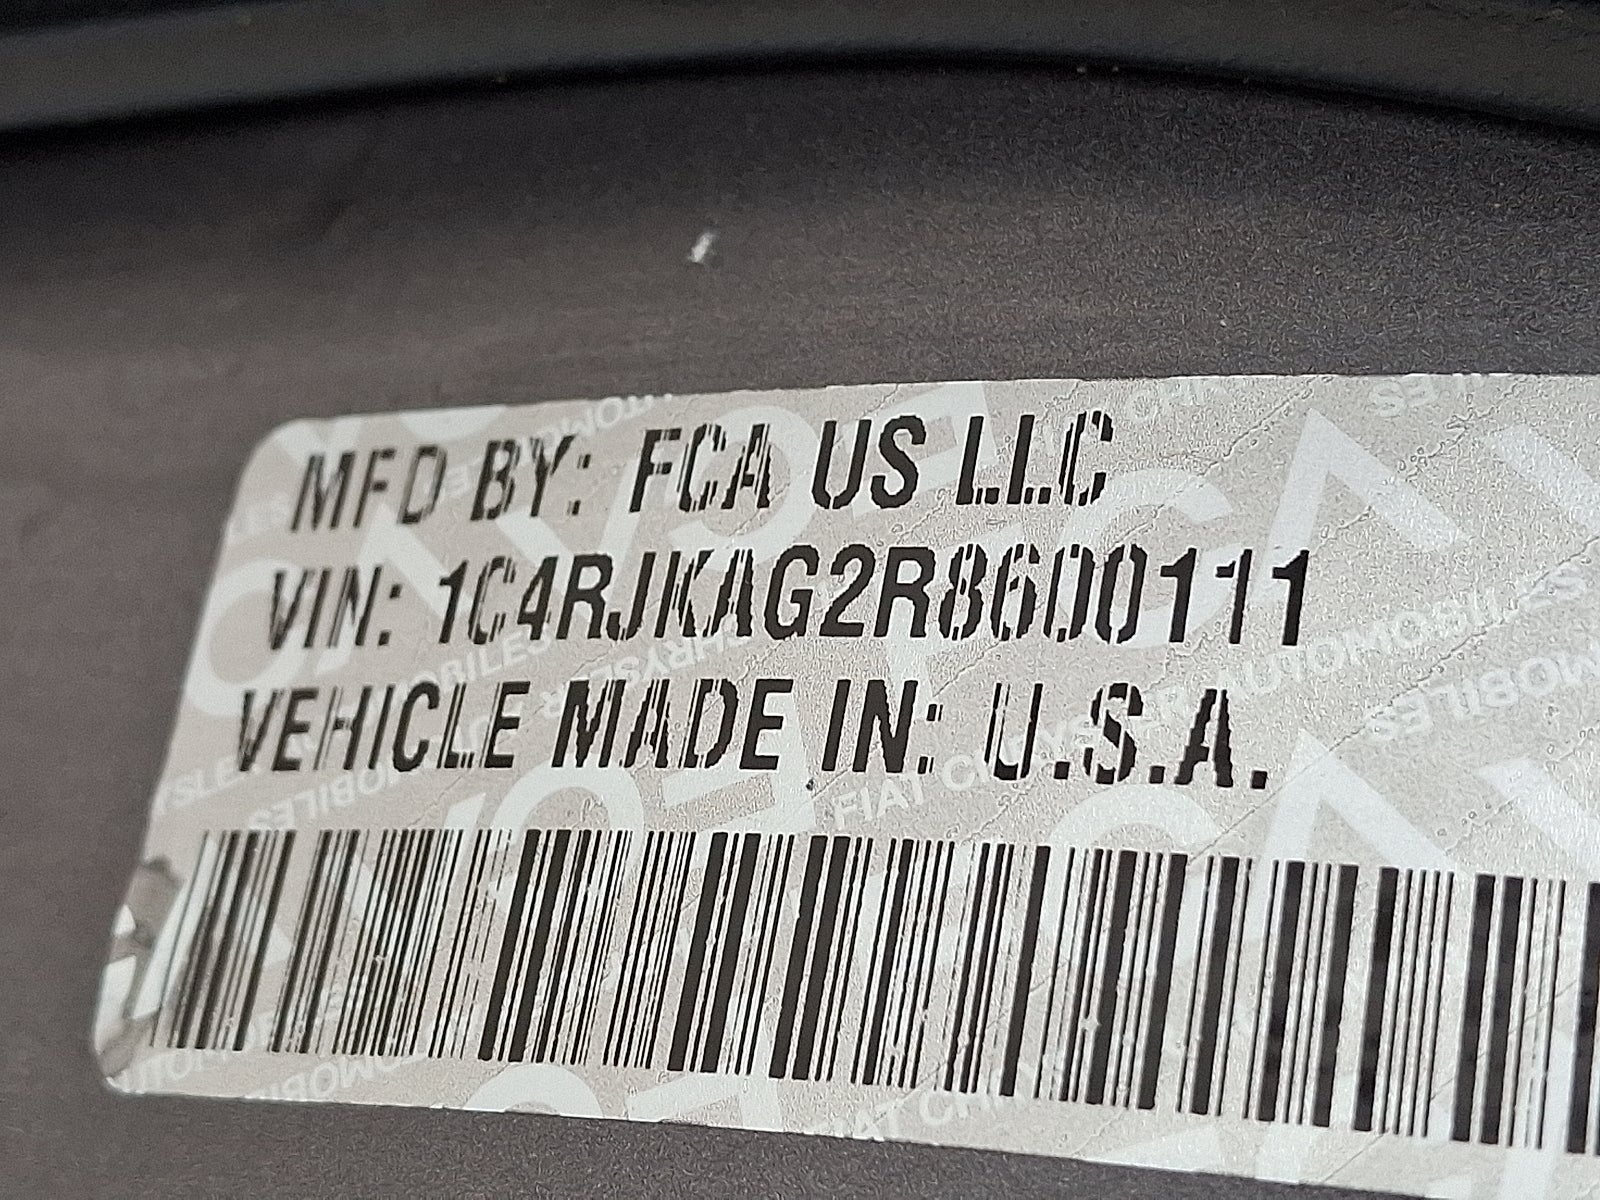 MFD BY: FCA US LLC
VIN: 1C4RJKAG2R8600111
VEHICLE MADE IN: U.S.A.